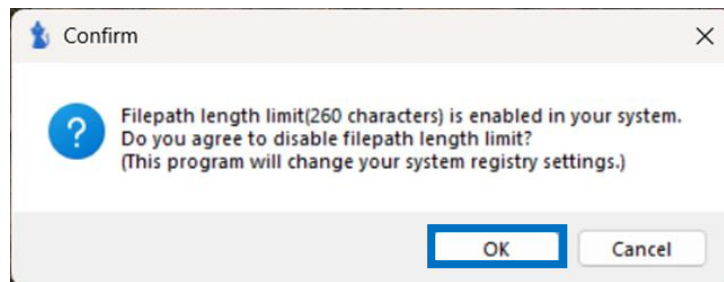 Confirm
Filepath length limit(260 characters) is enabled in your system.
Do you agree to disable filepath length limit?
(This program will change your system registry settings.)
OK
Cancel